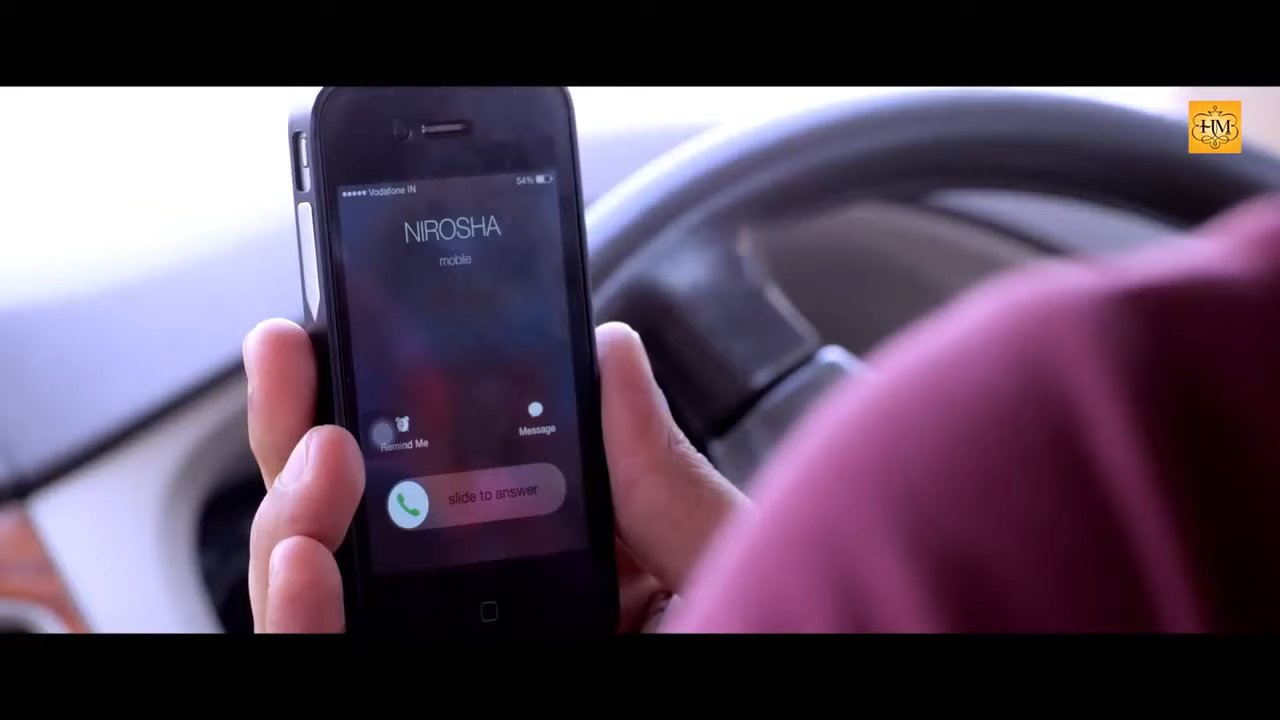 HM
Vodafone IN
54%
NIROSHA
mobile
Remind Me
Message
slide to answer